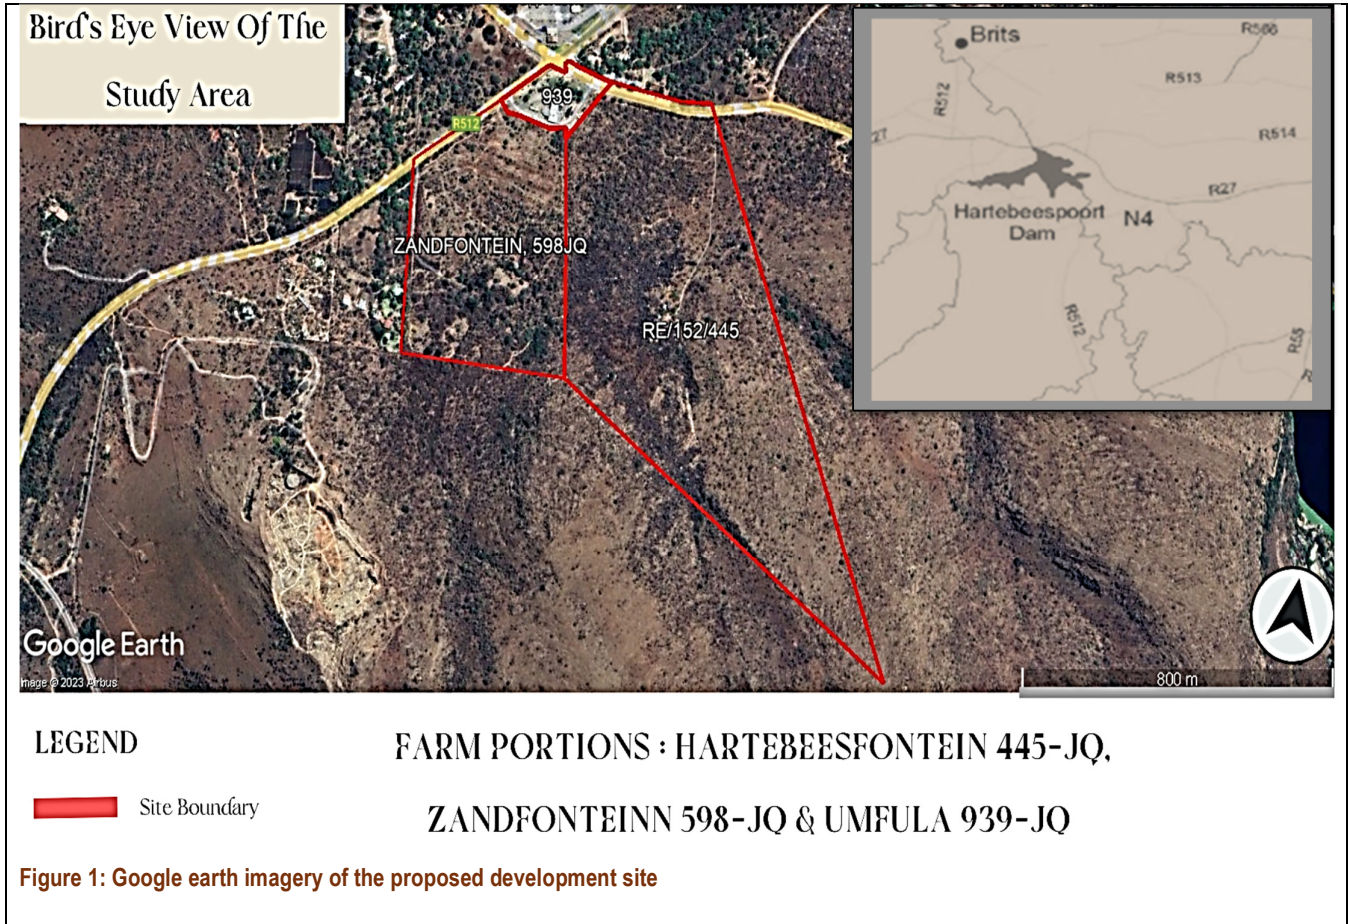 Bird's Eye View Of The
Study Area
939
R512
ZANDFONTEIN, 598JQ
RE/152/445
Brits
R566
R513
R512
R514
27
R27
Hartebeespoort
Dam
N4
R512
R55
R
Google Earth
mage © 2023 Airbus
800 m
LEGEND
Site Boundary
FARM PORTIONS : HARTEBEESFONTEIN 445-JQ,
ZANDFONTEINN 598-JQ & UMFULA 939-JQ
Figure 1: Google earth imagery of the proposed development site